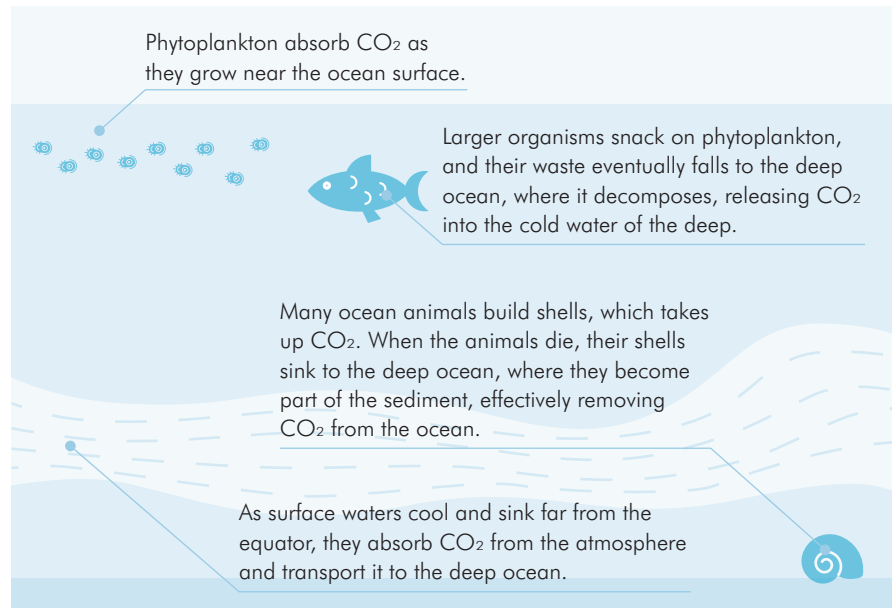 Phytoplankton absorb CO₂ as
they grow near the ocean surface.
Larger organisms snack on phytoplankton,
and their waste eventually falls to the deep
ocean, where it decomposes, releasing CO₂
into the cold water of the deep.
Many ocean animals build shells, which takes
up CO₂. When the animals die, their shells
sink to the deep ocean, where they become
part of the sediment, effectively removing
CO₂ from the ocean.
As surface waters cool and sink far from the
equator, they absorb CO₂ from the atmosphere
and transport it to the deep ocean.